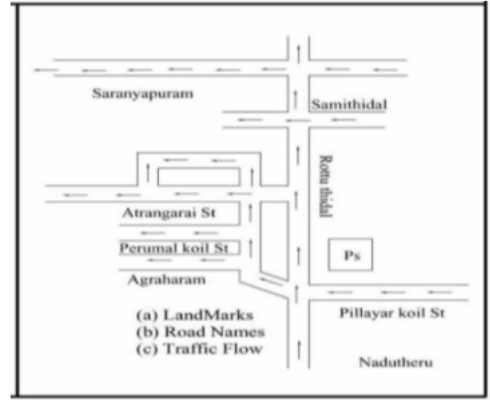 Saranyapuram
Samithidal
Rottu thidal
Atrangarai St
Perumal koil St
Ps
Agraharam
Pillayar koil St
(a) LandMarks
(b) Road Names
(c) Traffic Flow
Nadutheru